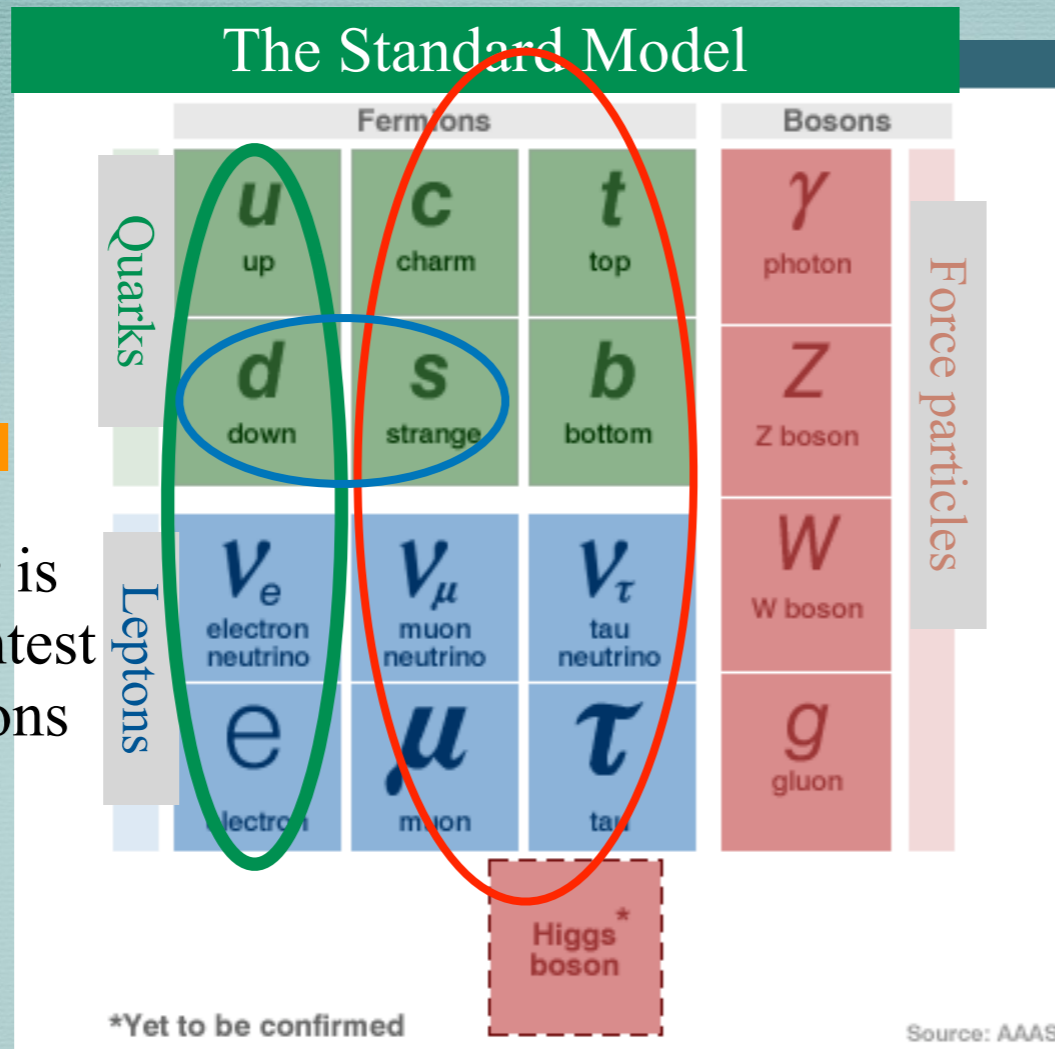 The Standard Model
Fermions
Bosons
Quarks
u
up
c
charm
t
top
d
down
s
strange
b
bottom
Leptons
νe
electron
neutrino
νμ
muon
neutrino
ντ
tau
neutrino
e
electron
μ
muon
τ
tau
γ
photon
Z
Z boson
W
W boson
g
gluon
Force particles
Higgs*
boson
*Yet to be confirmed
Source: AAAS
is
ons